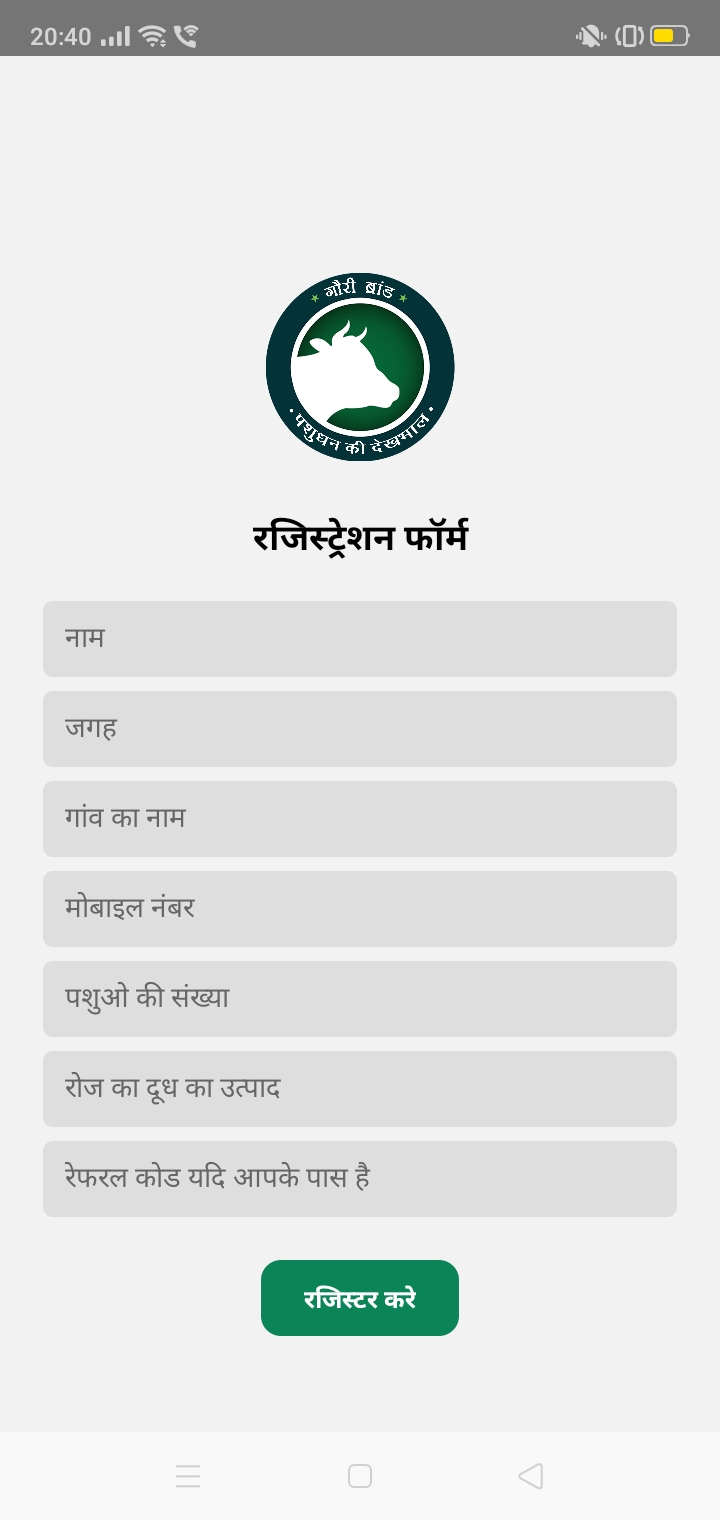 20:40
गौरी ब्रांड
पशुधन की देखभाल
रजिस्ट्रेशन फॉर्म
नाम
जगह
गांव का नाम
मोबाइल नंबर
पशुओ की संख्या
रोज का दूध का उत्पाद
रेफरल कोड यदि आपके पास है
रजिस्टर करे